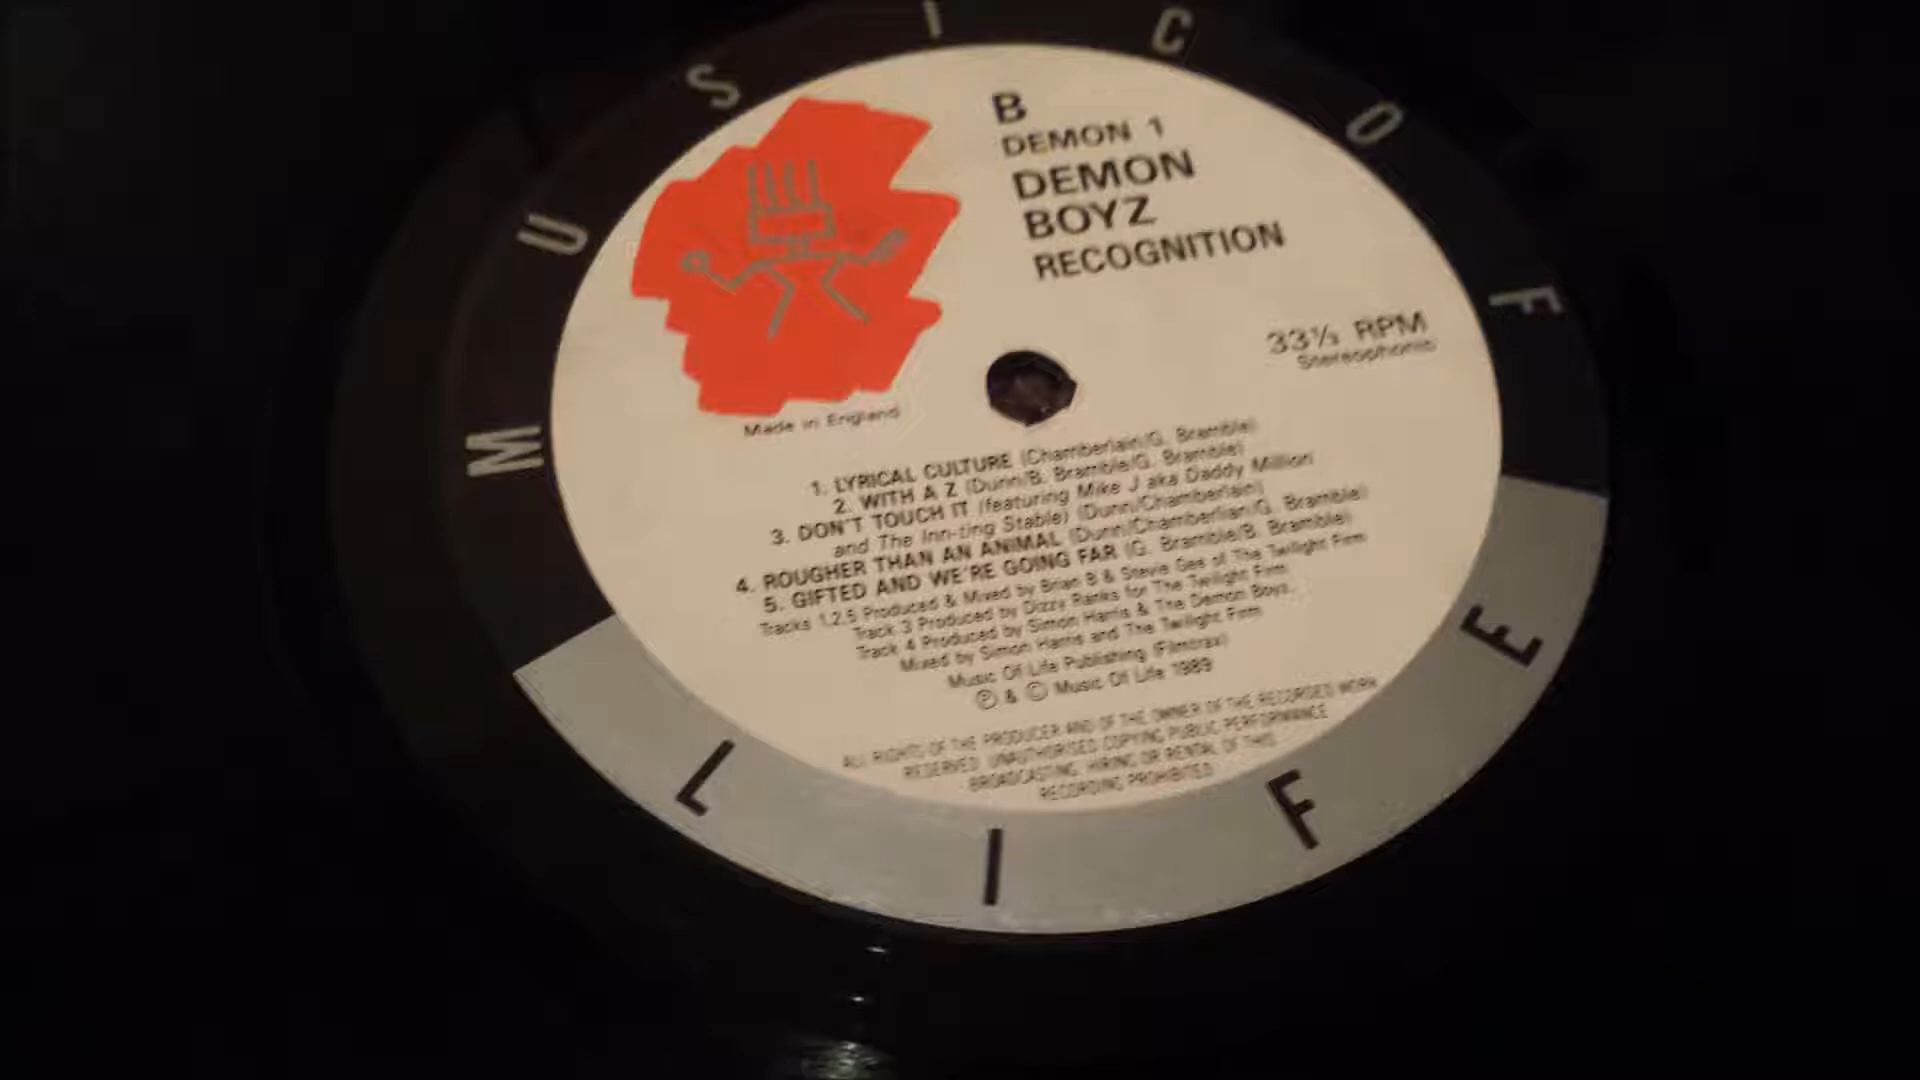 MUSIC OF LIFE
B
DEMON 1
DEMON
BOYZ
RECOGNITION
33⅓ RPM
Stereophonic
Made in England
1. LYRICAL CULTURE (Chamberlain/G. Bramble)
2. WITH A Z (Dunn/B. Bramble/G. Bramble)
3. DON'T TOUCH IT (featuring Mike J aka Daddy Million
and The Inn-ting Stable) (Dunn/Chamberlain)
4. ROUGHER THAN AN ANIMAL (Dunn/Chamberlian/G. Bramble)
5. GIFTED AND WE'RE GOING FAR (G. Bramble/B. Bramble)
Tracks 1,2,5 Produced & Mixed by Brian B & Stevie Gee of The Twilight Firm
Track 3 Produced by Dizzy Ranks for The Twilight Firm
Track 4 Produced by Simon Harris & The Demon Boyz.
Mixed by Simon Harris and The Twilight Firm
Music Of Life Publishing (Filmtrax)
Ⓟ & © Music Of Life 1989
ALL RIGHTS OF THE PRODUCER AND OF THE OWNER OF THE RECORDED WORK
RESERVED. UNAUTHORISED COPYING PUBLIC PERFORMANCE
BROADCASTING, HIRING OR RENTAL OF THIS
RECORDING PROHIBITED